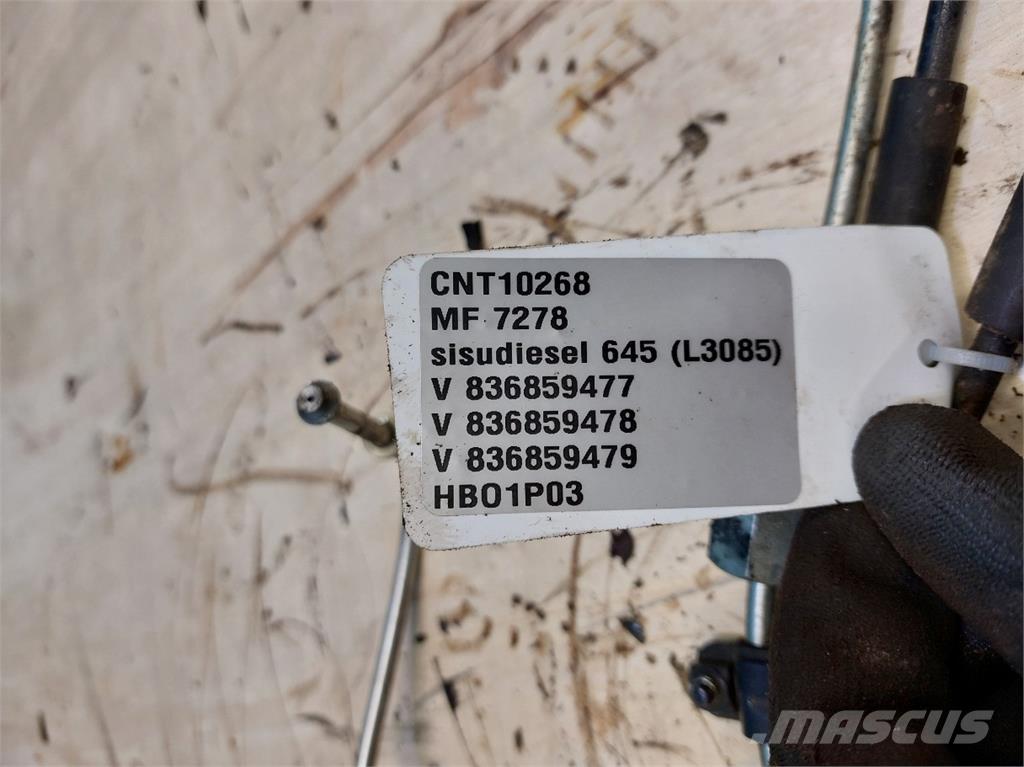 CNT10268
MF 7278
sisudiesel 645 (L3085)
V 836859477
V 836859478
V 836859479
HBO1P03
MASCUS